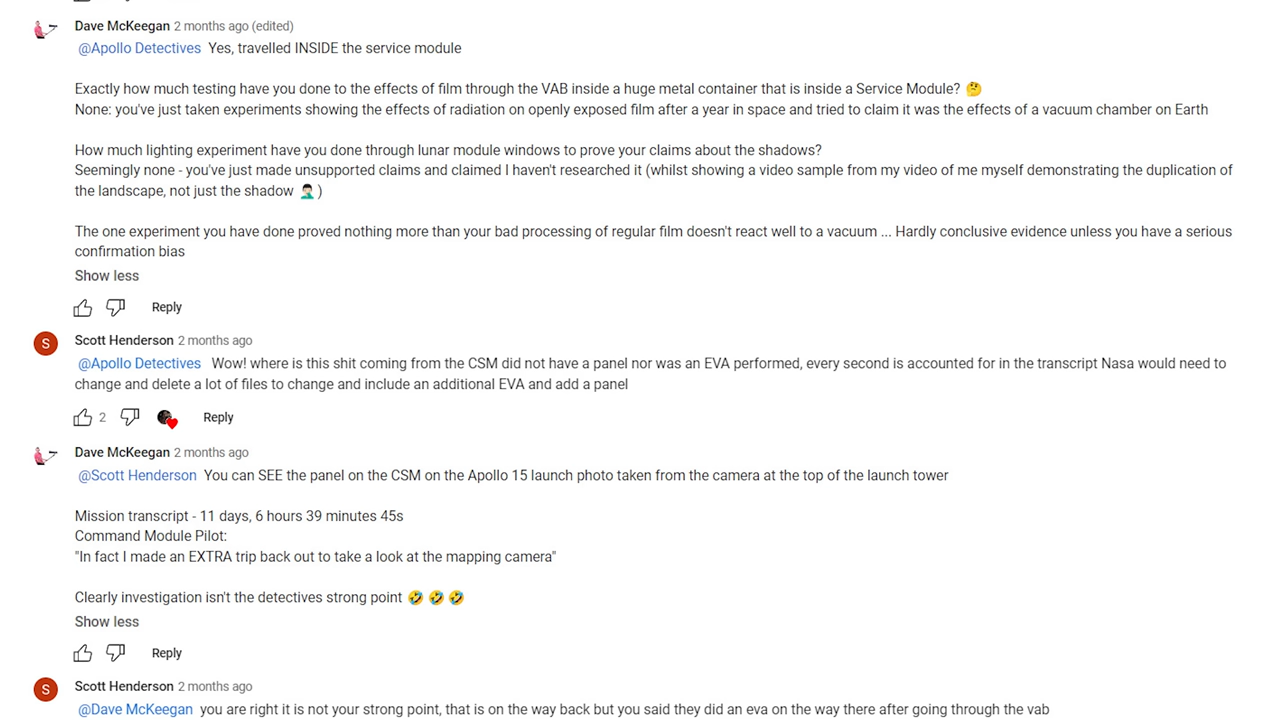 Dave McKeegan 2 months ago (edited)
@Apollo Detectives Yes, travelled INSIDE the service module
Exactly how much testing have you done to the effects of film through the VAB inside a huge metal container that is inside a Service Module? 🤔
None: you've just taken experiments showing the effects of radiation on openly exposed film after a year in space and tried to claim it was the effects of a vacuum chamber on Earth
How much lighting experiment have you done through lunar module windows to prove your claims about the shadows?
Seemingly none - you've just made unsupported claims and claimed I haven't researched it (whilst showing a video sample from my video of me myself demonstrating the duplication of
the landscape, not just the shadow 🤦🏻‍♂️ )
The one experiment you have done proved nothing more than your bad processing of regular film doesn't react well to a vacuum ... Hardly conclusive evidence unless you have a serious
confirmation bias
Show less
Reply
S
Scott Henderson 2 months ago
@Apollo Detectives Wow! where is this shit coming from the CSM did not have a panel nor was an EVA performed, every second is accounted for in the transcript Nasa would need to
change and delete a lot of files to change and include an additional EVA and add a panel
2 Reply
Dave McKeegan 2 months ago
@Scott Henderson You can SEE the panel on the CSM on the Apollo 15 launch photo taken from the camera at the top of the launch tower
Mission transcript - 11 days, 6 hours 39 minutes 45s
Command Module Pilot:
"In fact I made an EXTRA trip back out to take a look at the mapping camera"
Clearly investigation isn't the detectives strong point 🤣 🤣 🤣
Show less
Reply
S
Scott Henderson 2 months ago
@Dave McKeegan you are right it is not your strong point, that is on the way back but you said they did an eva on the way there after going through the vab